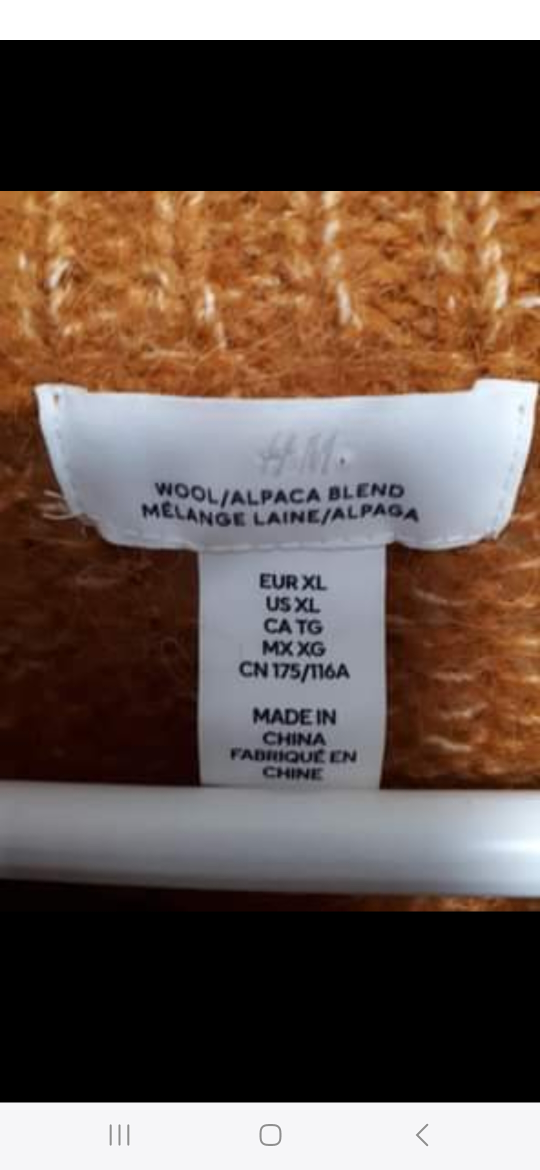 H&M
WOOL/ALPACA BLEND
MÉLANGE LAINE/ALPAGA
EUR XL
US XL
CA TG
MX XG
CN 175/116A
MADE IN
CHINA
FABRIQUÉ EN
CHINE